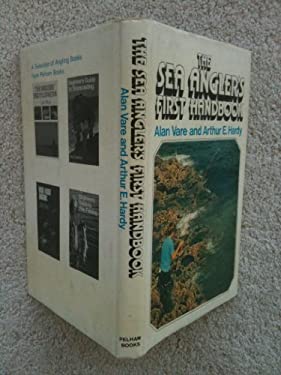 A Selection of Angling Books
from Pelham Books
THE SEA ANGLERS FIRST HANDBOOK
Alan Vare and Arthur E. Hardy
PELHAM
BOOKS
THE
SEA ANGLERS
FIRST HANDBOOK
Alan Vare and Arthur E. Hardy